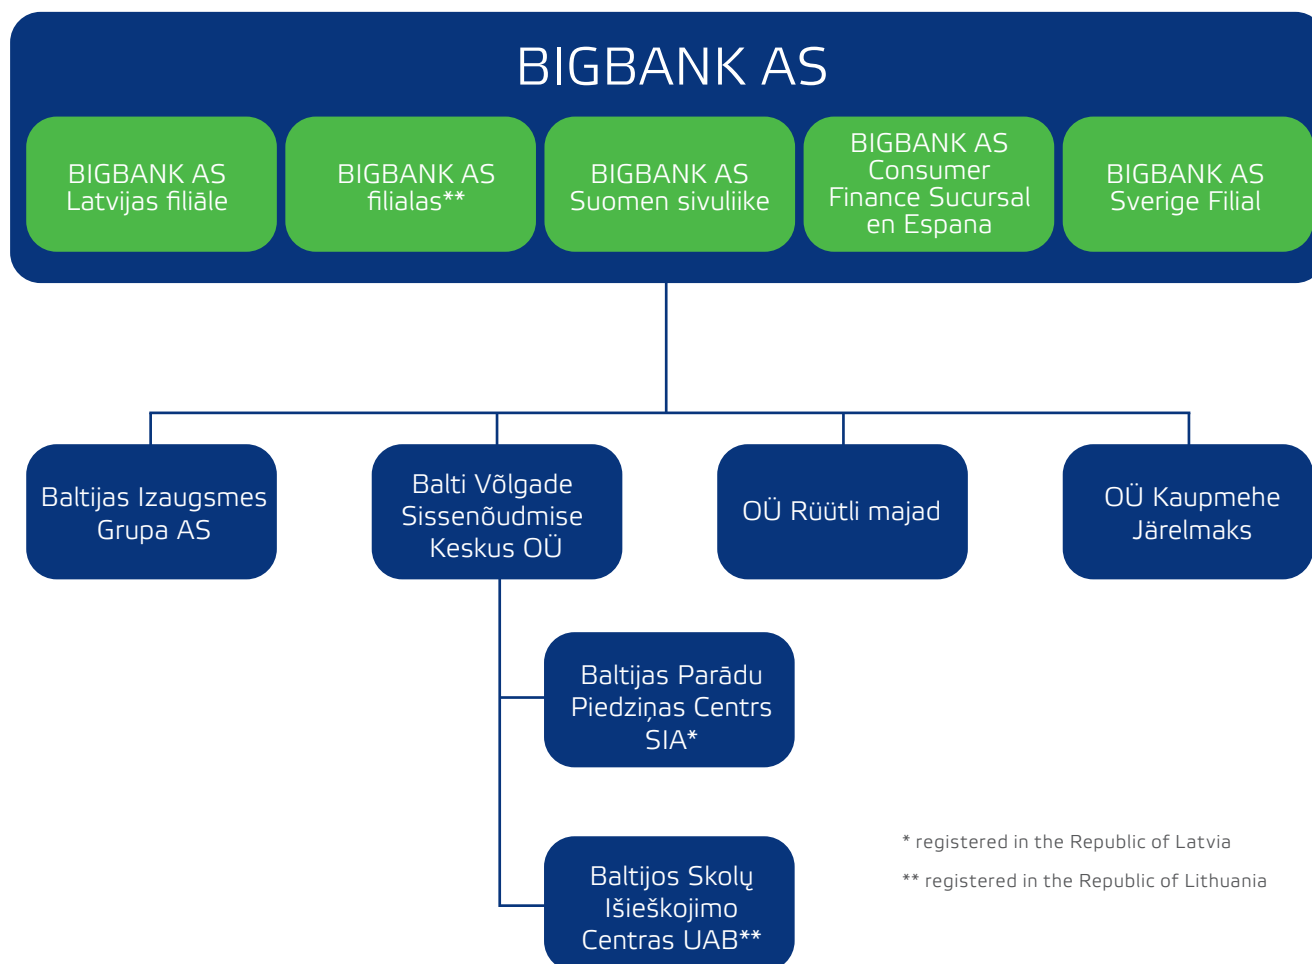 BIGBANK AS
BIGBANK AS
Latvijas filiāle
BIGBANK AS
filialas**
BIGBANK AS
Suomen sivuliike
BIGBANK AS
Consumer
Finance Sucursal
en Espana
BIGBANK AS
Sverige Filial
Baltijas Izaugsmes
Grupa AS
Balti Võlgade
Sissenõudmise
Keskus OÜ
OÜ Rüütli majad
OÜ Kaupmehe
Järelmaks
Baltijas Parādu
Piedziņas Centrs
SIA*
Baltijos Skolų
Išieškojimo
Centras UAB**
* registered in the Republic of Latvia
** registered in the Republic of Lithuania